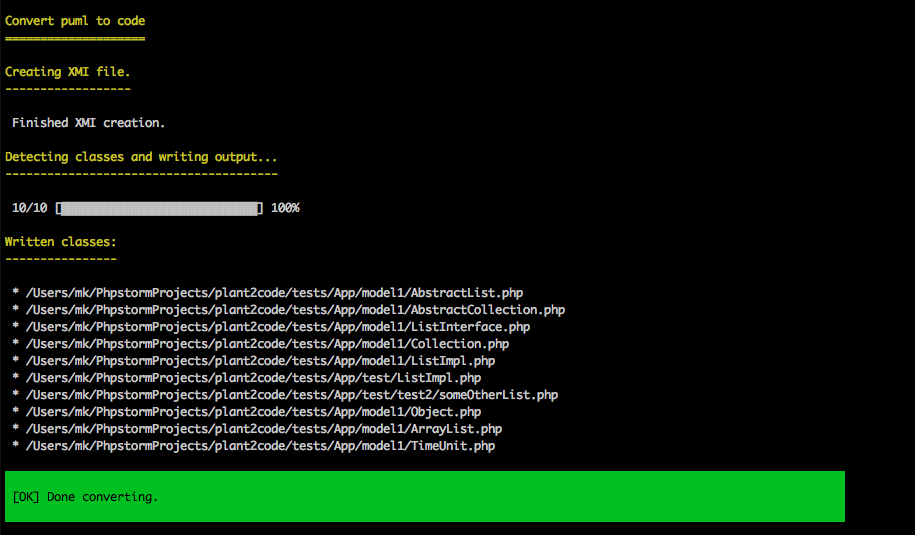 Convert puml to code
====================
Creating XMI file.
------------------
Finished XMI creation.
Detecting classes and writing output...
---------------------------------------
10/10 [▓▓▓▓▓▓▓▓▓▓▓▓▓▓▓▓▓▓▓▓▓▓▓▓▓▓▓▓] 100%
Written classes:
----------------
* /Users/mk/PhpstormProjects/plant2code/tests/App/model1/AbstractList.php
* /Users/mk/PhpstormProjects/plant2code/tests/App/model1/AbstractCollection.php
* /Users/mk/PhpstormProjects/plant2code/tests/App/model1/ListInterface.php
* /Users/mk/PhpstormProjects/plant2code/tests/App/model1/Collection.php
* /Users/mk/PhpstormProjects/plant2code/tests/App/model1/ListImpl.php
* /Users/mk/PhpstormProjects/plant2code/tests/App/test/ListImpl.php
* /Users/mk/PhpstormProjects/plant2code/tests/App/test/test2/someOtherList.php
* /Users/mk/PhpstormProjects/plant2code/tests/App/model1/Object.php
* /Users/mk/PhpstormProjects/plant2code/tests/App/model1/ArrayList.php
* /Users/mk/PhpstormProjects/plant2code/tests/App/model1/TimeUnit.php
[OK] Done converting.